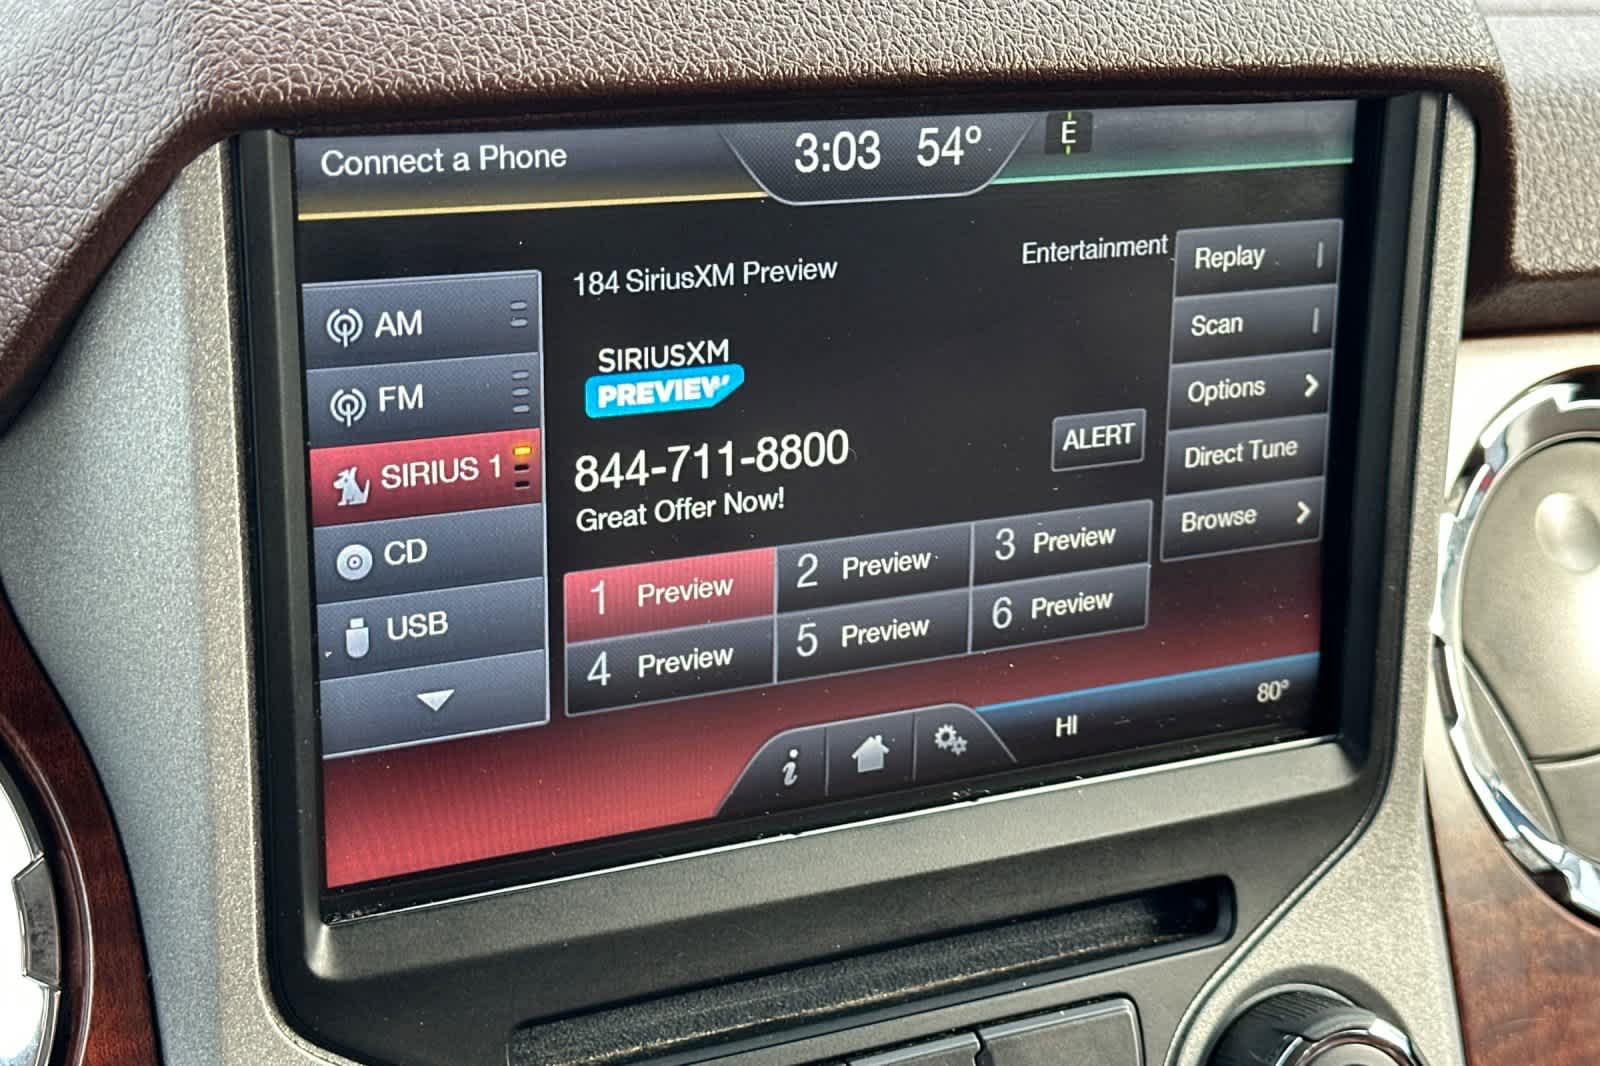 Connect a Phone
3:03 54°
E
Entertainment
184 SiriusXM Preview
AM
FM
SIRIUS 1
CD
USB
SIRIUSXM
PREVIEW
844-711-8800
Great Offer Now!
ALERT
1 Preview
2 Preview
3 Preview
4 Preview
5 Preview
6 Preview
Replay
Scan
Options
Direct Tune
Browse
i
HI
80°